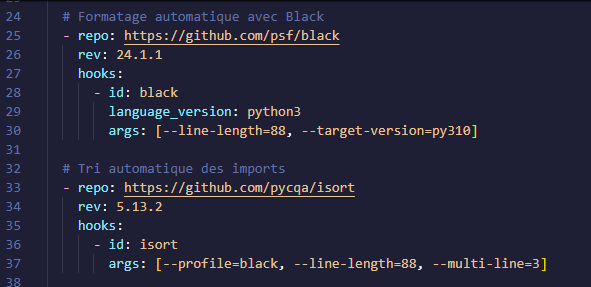 24 # Formatage automatique avec Black
25 - repo: https://github.com/psf/black
26 rev: 24.1.1
27 hooks:
28 - id: black
29 language_version: python3
30 args: [--line-length=88, --target-version=py310]
31
32 # Tri automatique des imports
33 - repo: https://github.com/pycqa/isort
34 rev: 5.13.2
35 hooks:
36 - id: isort
37 args: [--profile=black, --line-length=88, --multi-line=3]
38